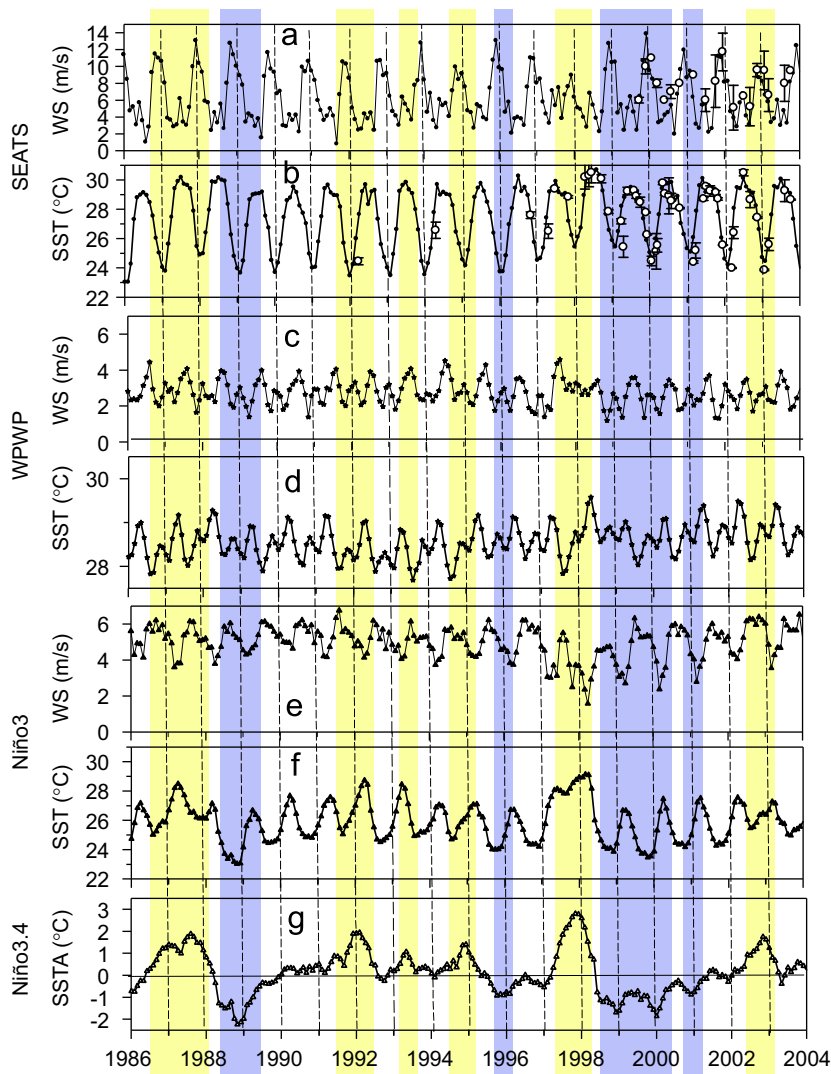 a
14
12
10
8
6
4
2
0
WS (m/s)
SEATS
b
30
28
26
24
22
SST (°C)
c
6
4
2
0
WS (m/s)
WPWP
d
30
28
SST (°C)
e
6
4
2
0
WS (m/s)
Niño3
f
30
28
26
24
22
SST (°C)
g
3
2
1
0
-1
-2
SSTA (°C)
Niño3.4
1986 1988 1990 1992 1994 1996 1998 2000 2002 2004